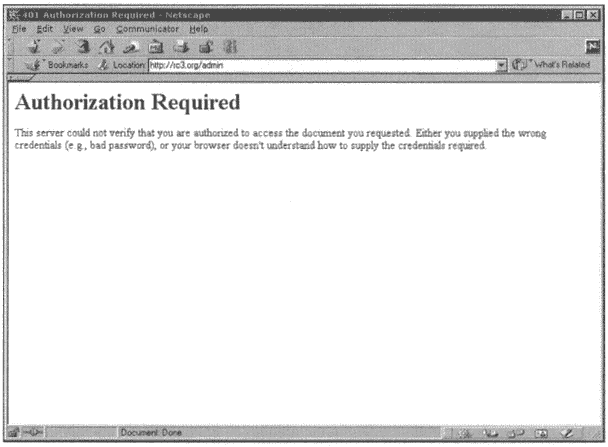 401 Authorization Required - Netscape
File Edit View Go Communicator Help
Bookmarks Location: http://rc3.org/admin What's Related
Authorization Required
This server could not verify that you are authorized to access the document you requested. Either you supplied the wrong
credentials (e g., bad password), or your browser doesn't understand how to supply the credentials required.
Document: Done